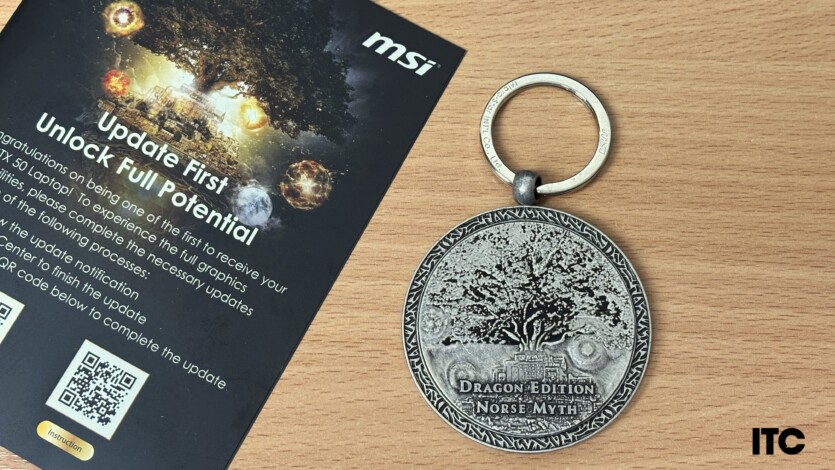 msi
Update First
Unlock Full Potential
ngratulations on being one of the first to receive your
TX 50 Laptop! To experience the full graphics
lities, please complete the necessary updates
of the following processes:
w the update notification
Center to finish the update
QR code below to complete the update
Instruction
DRAGON EDITION
NORSE MYTH
ITC